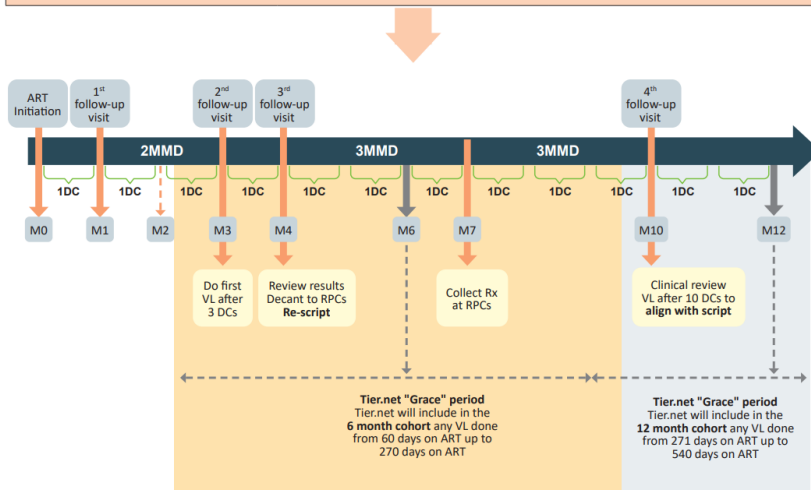 ART
Initiation
1st
follow-up
visit
2nd
follow-up
visit
3rd
follow-up
visit
4th
follow-up
visit
2MMD
3MMD
3MMD
1DC
1DC
1DC
1DC
1DC
1DC
1DC
1DC
1DC
1DC
1DC
1DC
M0
M1
M2
M3
M4
M6
M7
M10
M12
Do first
VL after
3 DCs
Review results
Decant to RPCs
Re-script
Collect Rx
at RPCs
Clinical review
VL after 10 DCs to
align with script
Tier.net "Grace" period
Tier.net will include in the
6 month cohort any VL done
from 60 days on ART up to
270 days on ART
Tier.net "Grace" period
Tier.net will include in the
12 month cohort any VL done
from 271 days on ART up to
540 days on ART